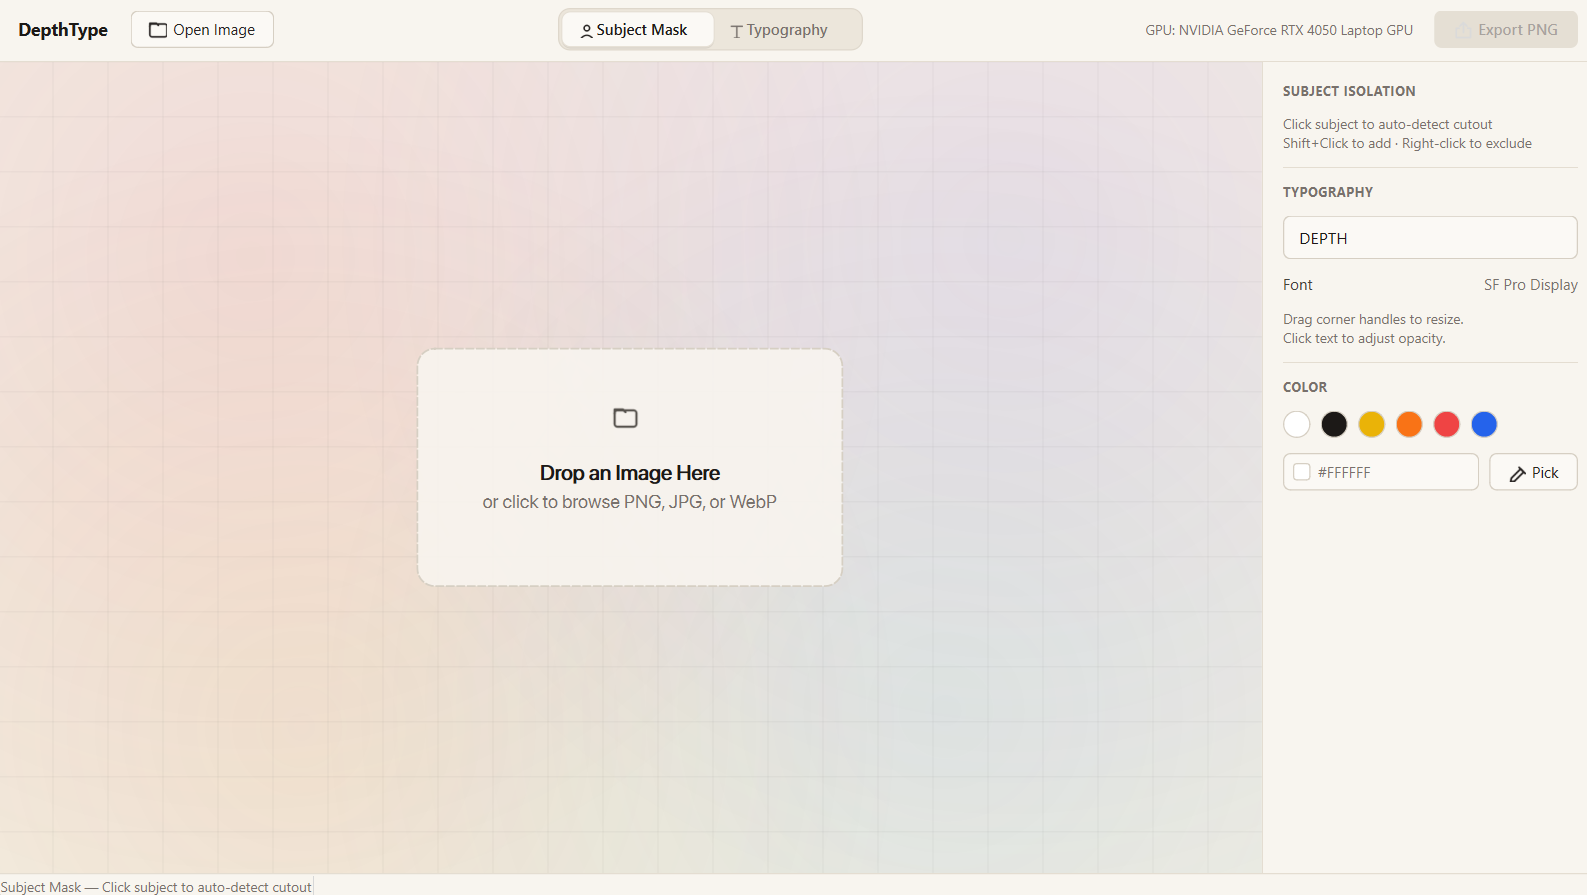 DepthType
Open Image
Subject Mask
Typography
GPU: NVIDIA GeForce RTX 4050 Laptop GPU
Export PNG
SUBJECT ISOLATION
Click subject to auto-detect cutout
Shift+Click to add · Right-click to exclude
TYPOGRAPHY
DEPTH
Font
SF Pro Display
Drag corner handles to resize.
Click text to adjust opacity.
COLOR
#FFFFFF
Pick
Drop an Image Here
or click to browse PNG, JPG, or WebP
Subject Mask — Click subject to auto-detect cutout